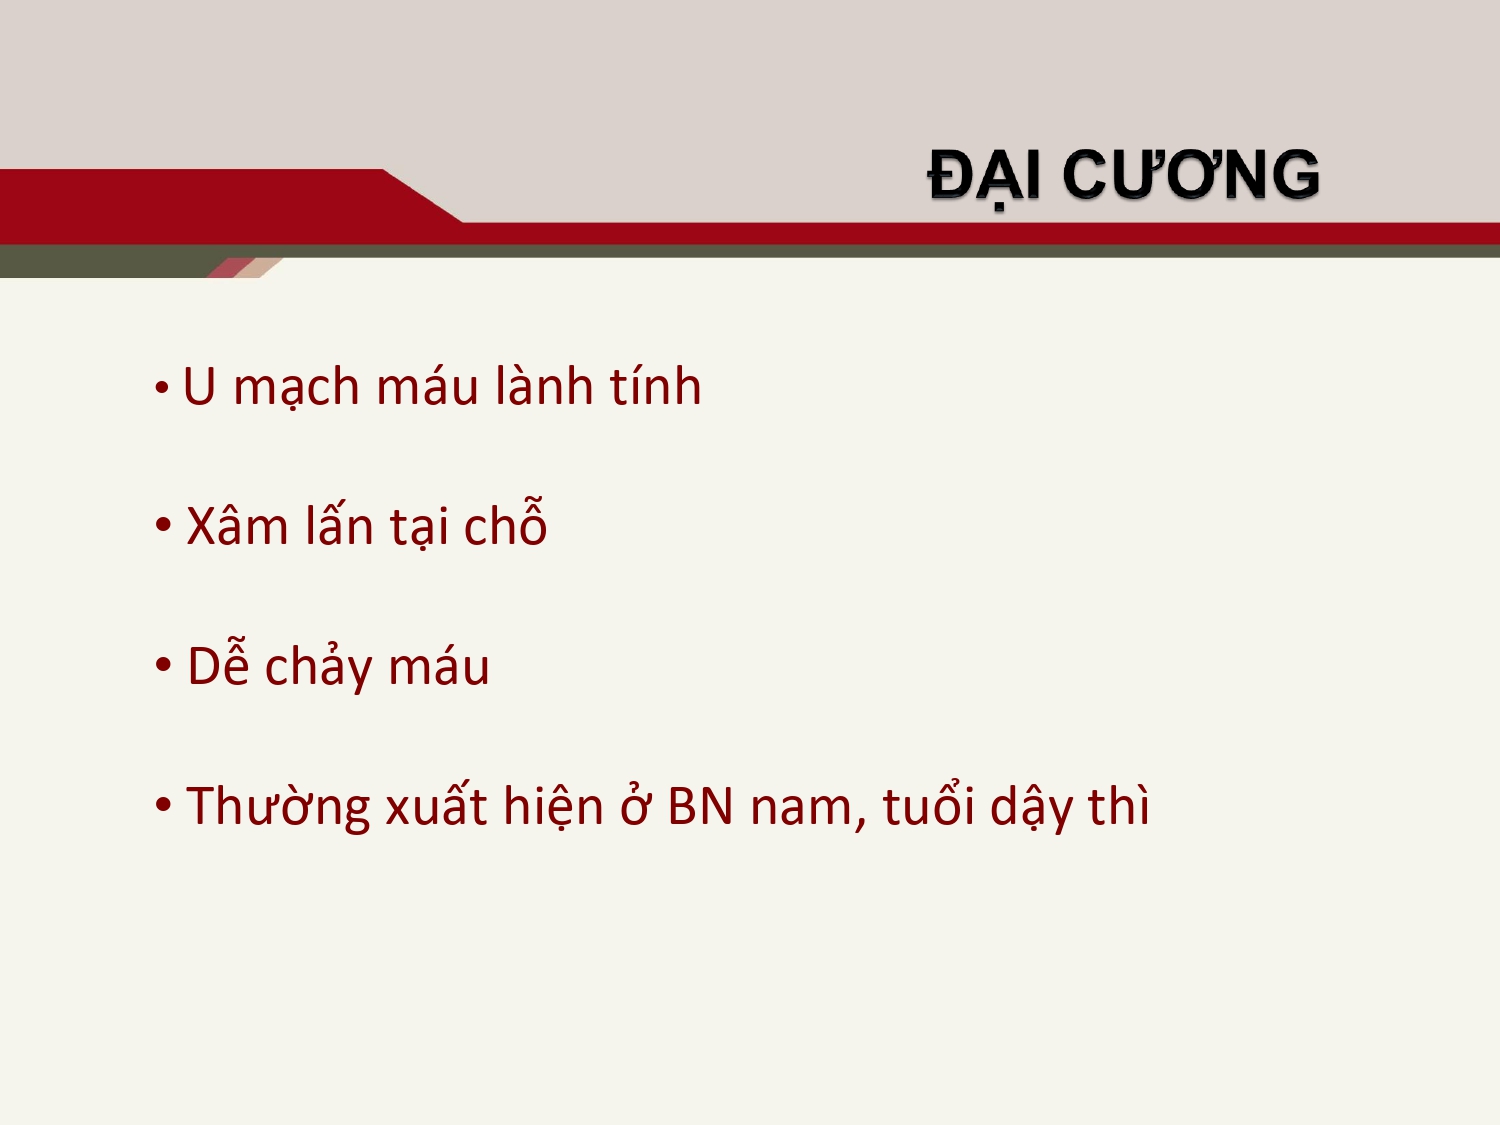 ĐẠI CƯƠNG
• U mạch máu lành tính
• Xâm lấn tại chỗ
• Dễ chảy máu
• Thường xuất hiện ở BN nam, tuổi dậy thì